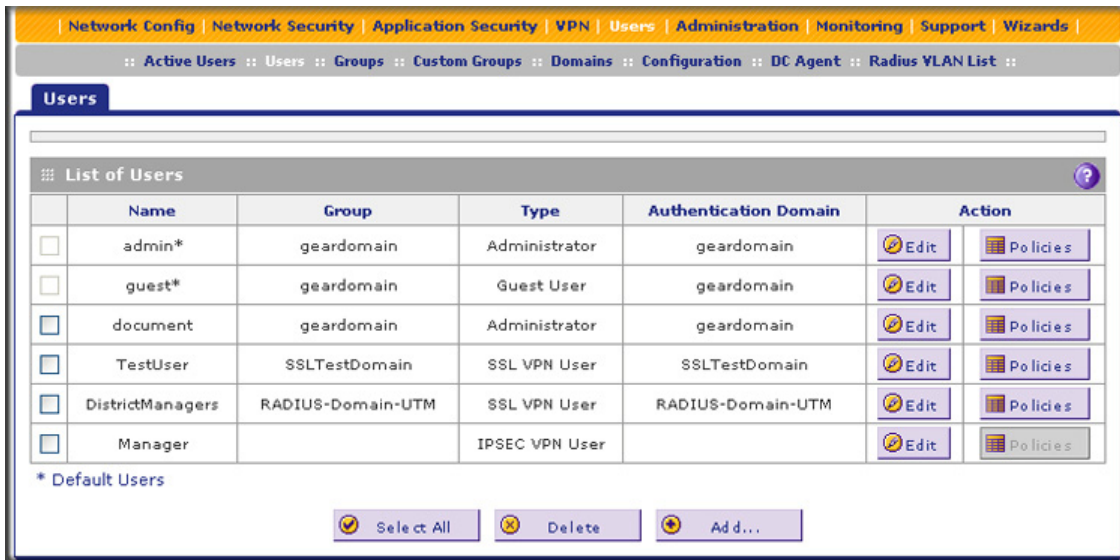 | Network Config | Network Security | Application Security | VPN | Users | Administration | Monitoring | Support | Wizards |
:: Active Users :: Users :: Groups :: Custom Groups :: Domains :: Configuration :: DC Agent :: Radius VLAN List ::
Users
List of Users ?
Name Group Type Authentication Domain Action
admin* geardomain Administrator geardomain Edit Policies
guest* geardomain Guest User geardomain Edit Policies
document geardomain Administrator geardomain Edit Policies
TestUser SSLTestDomain SSL VPN User SSLTestDomain Edit Policies
DistrictManagers RADIUS-Domain-UTM SSL VPN User RADIUS-Domain-UTM Edit Policies
Manager IPSEC VPN User Edit Policies
* Default Users
Select All Delete Add...